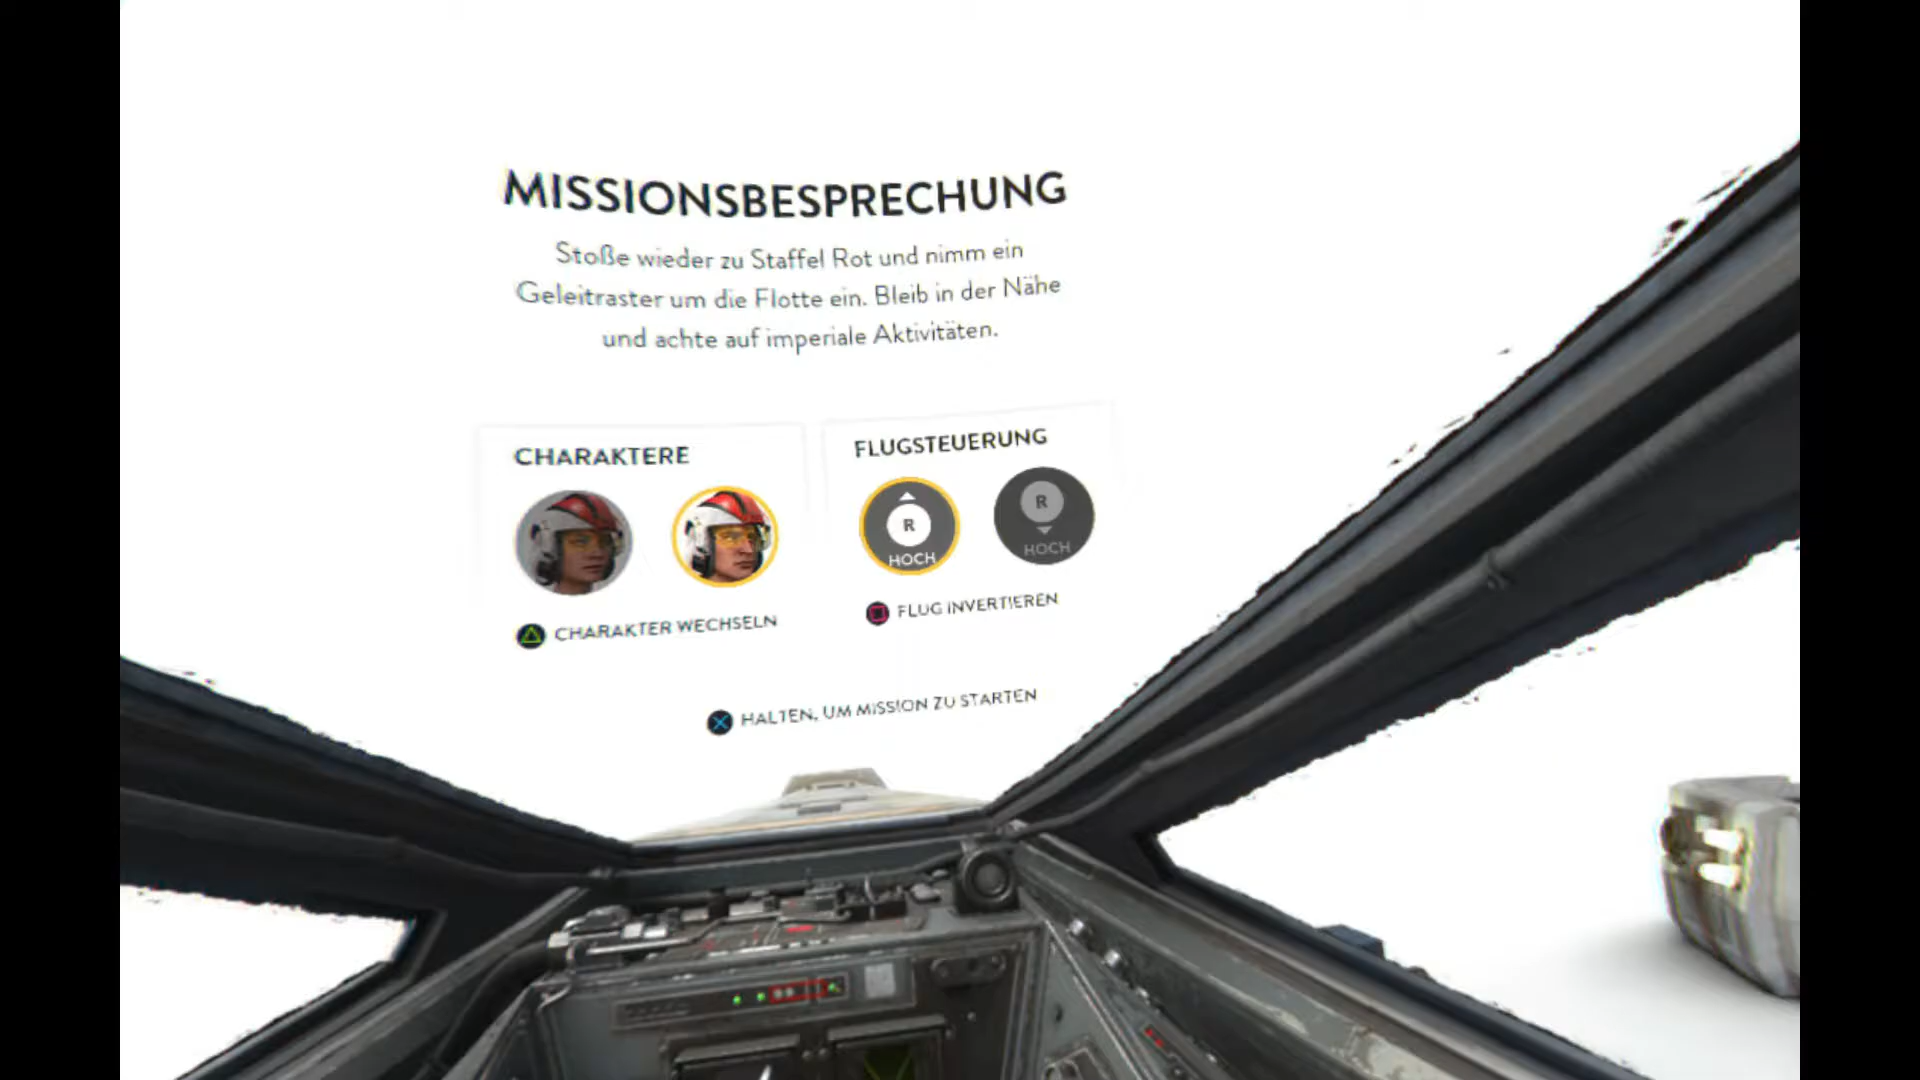 MISSIONSBESPRECHUNG
Stoße wieder zu Staffel Rot und nimm ein
Geleitraster um die Flotte ein. Bleib in der Nähe
und achte auf imperiale Aktivitäten.
CHARAKTERE
CHARAKTER WECHSELN
FLUGSTEUERUNG
R
HOCH
R
HOCH
FLUG INVERTIEREN
HALTEN, UM MISSION ZU STARTEN